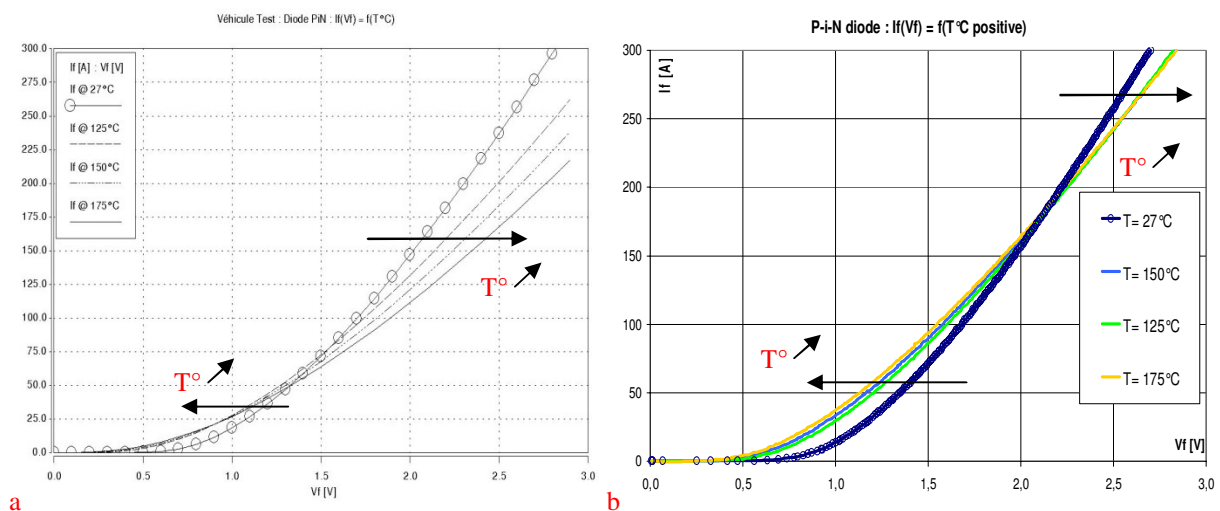 Véhicule Test : Diode PiN : If(Vf) = f(T°C)
300.0
275.0
250.0
225.0
200.0
175.0
150.0
125.0
100.0
75.0
50.0
25.0
0.0
If [A] : Vf [V]
If @ 27°C
If @ 125°C
If @ 150°C
If @ 175°C
T°
T°
0.0 0.5 1.0 1.5 2.0 2.5 3.0
Vf [V]
a
P-i-N diode : If(Vf) = f(T°C positive)
If [A]
300
250
200
150
100
50
0
T°
T°
T= 27°C
T= 150°C
T= 125°C
T= 175°C
Vf [V]
0,0 0,5 1,0 1,5 2,0 2,5 3,0
b